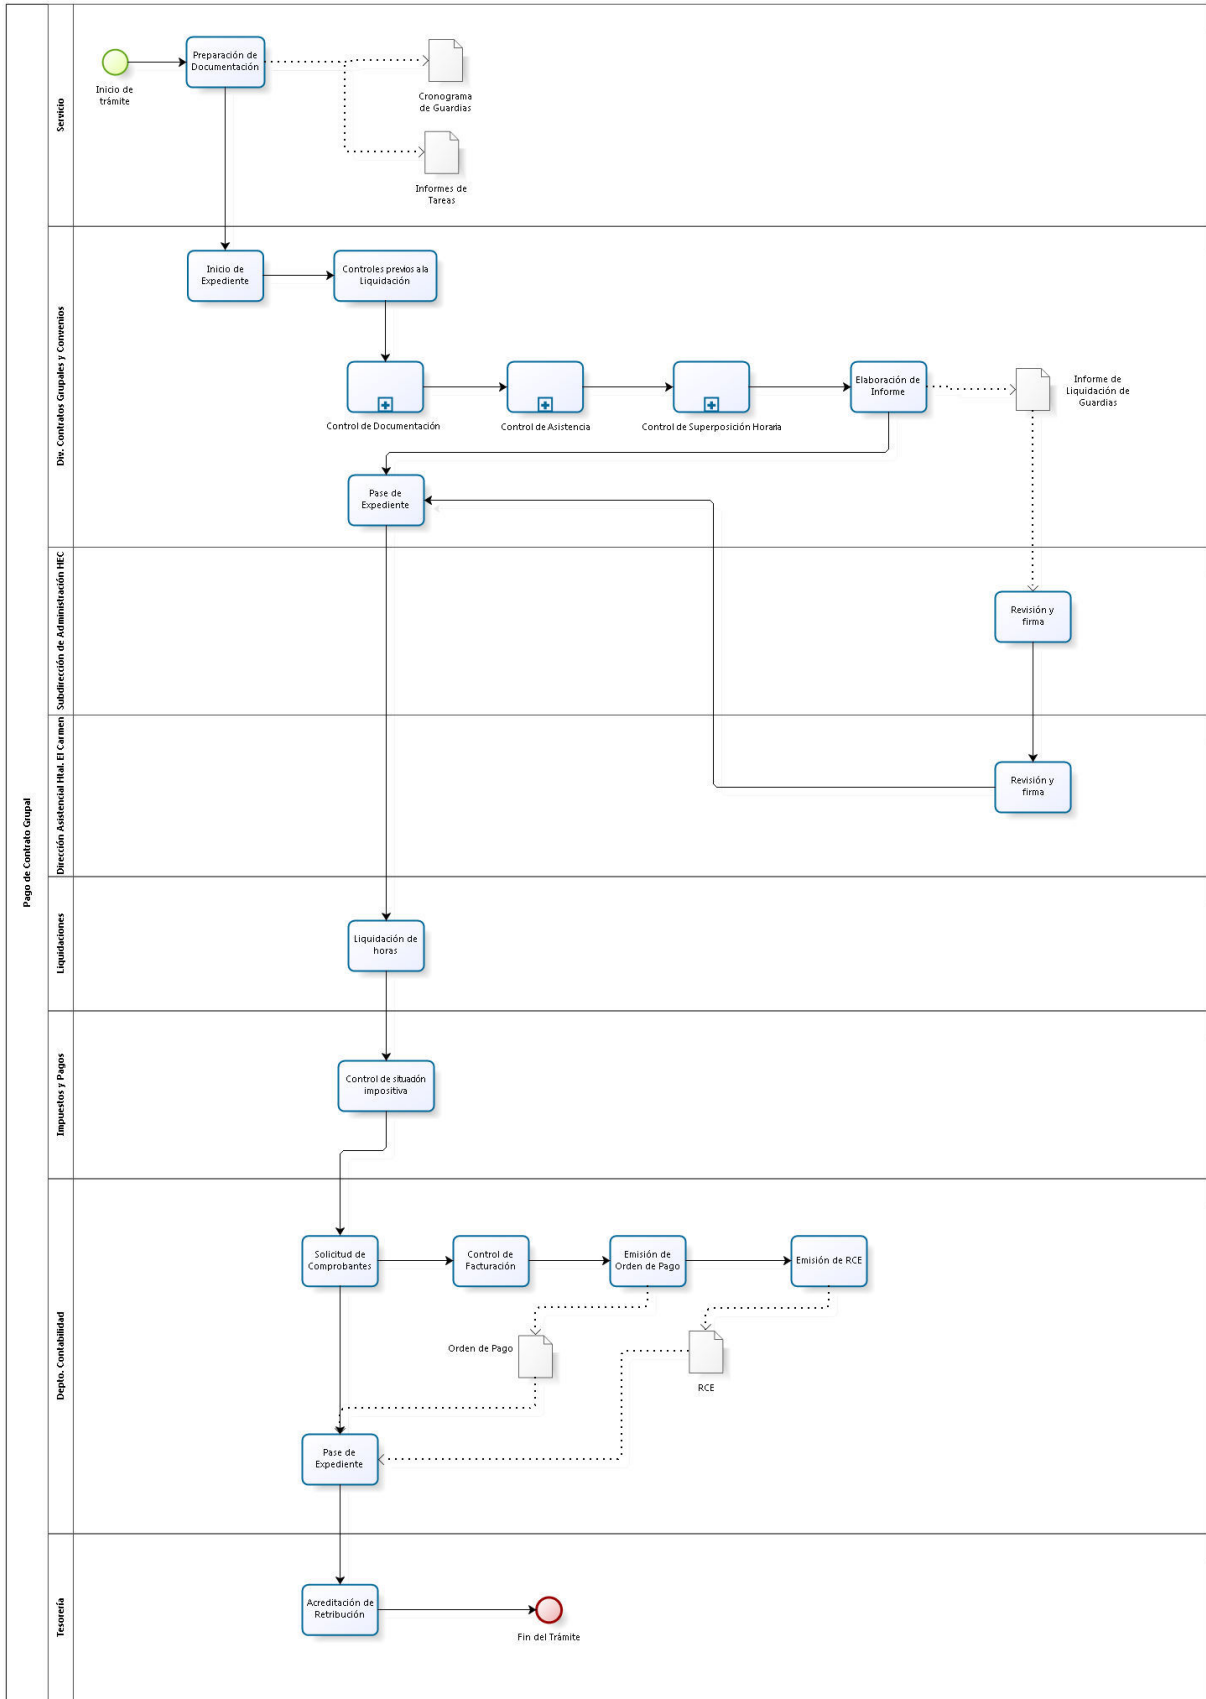 Pago de Contrato Grupal
Servicio
Inicio de
trámite
Preparación de
Documentación
Cronograma
de Guardias
Informes de
Tareas
Div. Contratos Grupales y Convenios
Inicio de
Expediente
Controles previos a la
Liquidación
Control de Documentación
Control de Asistencia
Control de Superposición Horaria
Elaboración de
Informe
Informe de
Liquidación de
Guardias
Pase de
Expediente
Subdirección de Administración HEC
Revisión y
firma
Dirección Asistencial Htal. El Carmen
Revisión y
firma
Liquidaciones
Liquidación de
horas
Impuestos y Pagos
Control de situación
impositiva
Depto. Contabilidad
Solicitud de
Comprobantes
Control de
Facturación
Emisión de
Orden de Pago
Emisión de RCE
Orden de Pago
RCE
Pase de
Expediente
Tesorería
Acreditación de
Retribución
Fin del Trámite